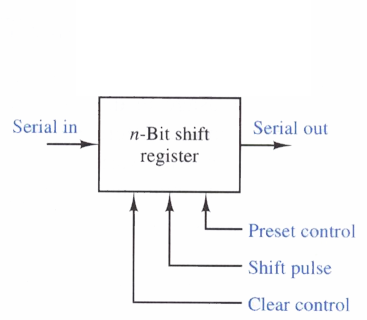 Serial in
n-Bit shift
register
Serial out
Preset control
Shift pulse
Clear control